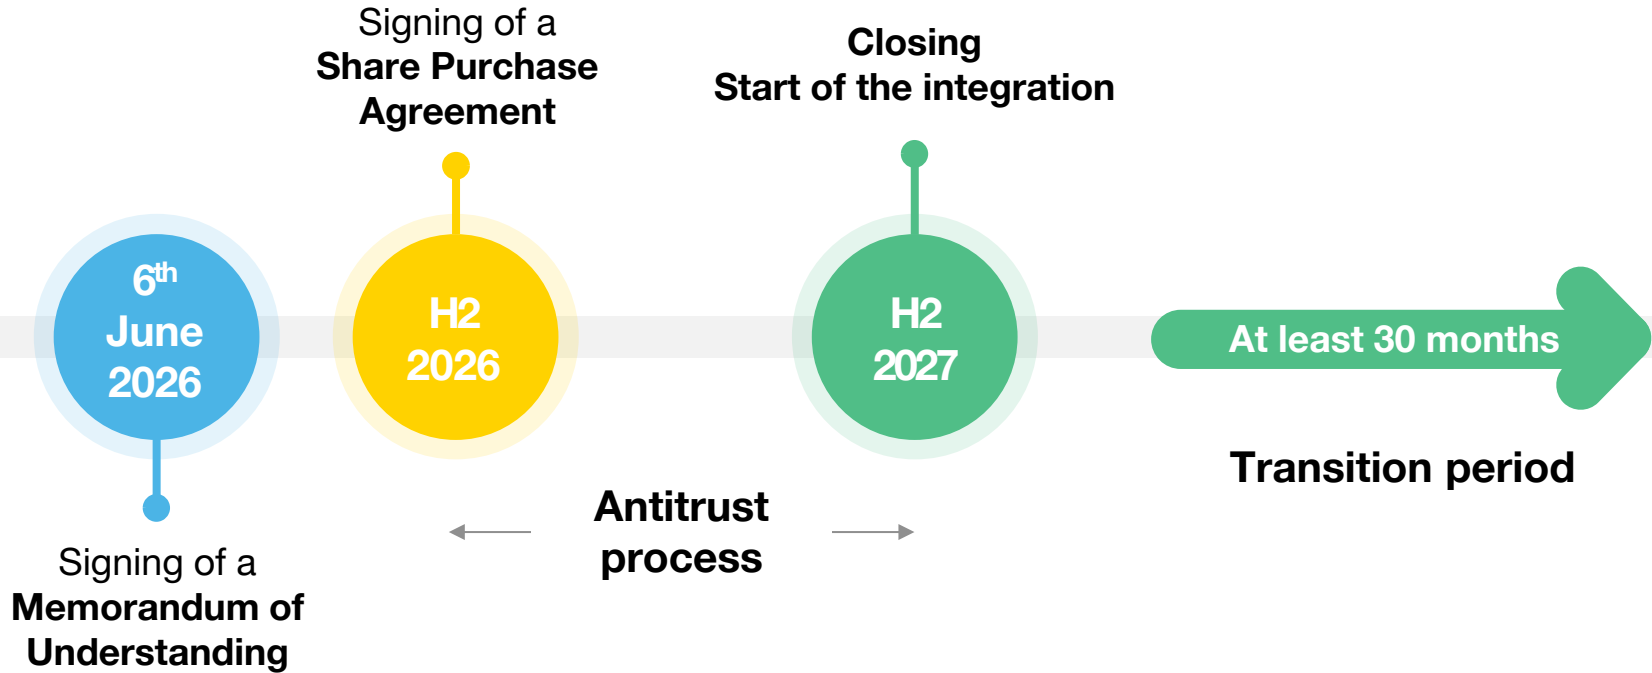 Signing of a
Share Purchase
Agreement
Closing
Start of the integration
6th
June
2026
H2
2026
H2
2027
At least 30 months
Transition period
Antitrust
process
Signing of a
Memorandum of
Understanding